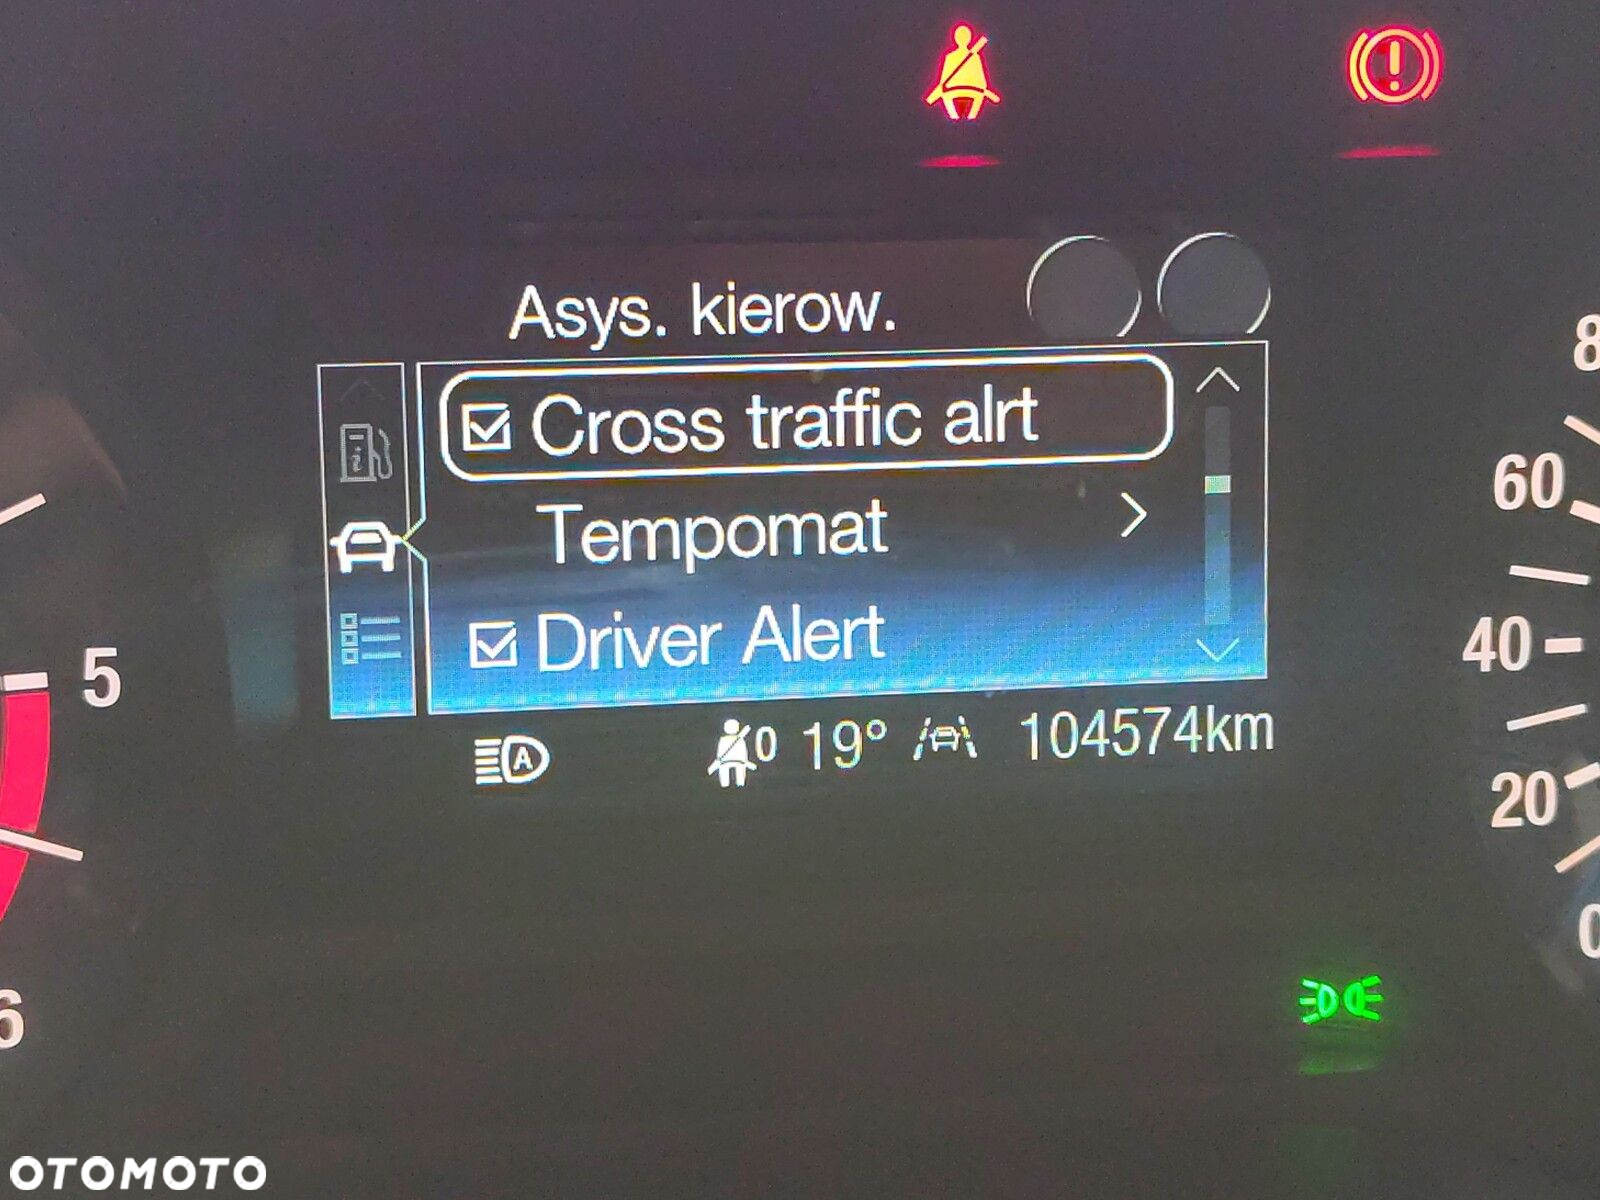 Asys. kierow.
Cross traffic alrt
Tempomat
Driver Alert
A
0 19° 104574km
5
6
8
60
40
20
0
OTOMOTO